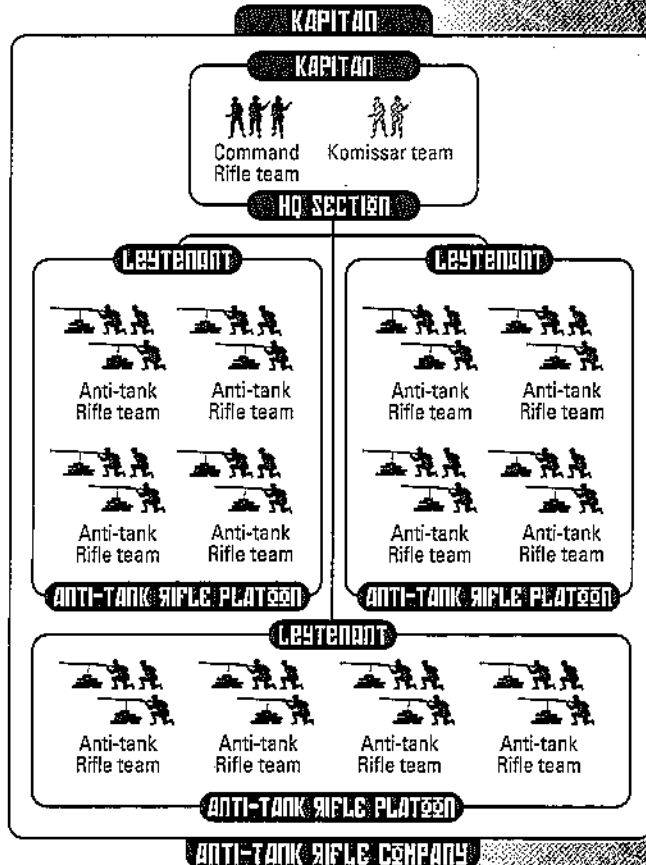 KAPITAN
KAPITAN
Command
Rifle team
Komissar team
HQ SECTION
LEYTENANT
LEYTENANT
Anti-tank
Rifle team
Anti-tank
Rifle team
Anti-tank
Rifle team
Anti-tank
Rifle team
Anti-tank
Rifle team
Anti-tank
Rifle team
Anti-tank
Rifle team
Anti-tank
Rifle team
ANTI-TANK RIFLE PLATOON
ANTI-TANK RIFLE PLATOON
LEYTENANT
Anti-tank
Rifle team
Anti-tank
Rifle team
Anti-tank
Rifle team
Anti-tank
Rifle team
ANTI-TANK RIFLE PLATOON
ANTI-TANK RIFLE COMPANY